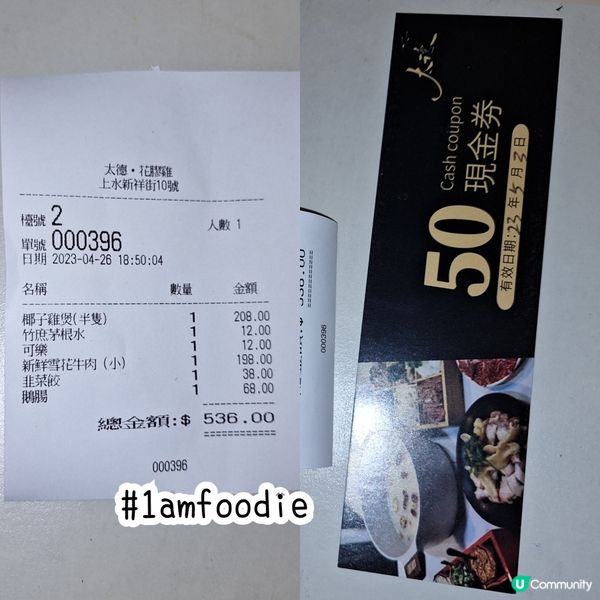 太德·花膠雞
上水新祥街10號
檯號 2
人數 1
單號 000396
日期 2023-04-26 18:50:04
名稱 數量 金額
椰子雞煲(半隻) 1 208.00
竹庶茅根水 1 12.00
可樂 1 12.00
新鮮雪花牛肉 (小) 1 198.00
韭菜餃 1 38.00
鵝腸 1 68.00
總金額:$ 536.00
000396
000396
50 Cash coupon
現金券
有效日期:23 年 5 月 3 日
#1amfoodie
U Community